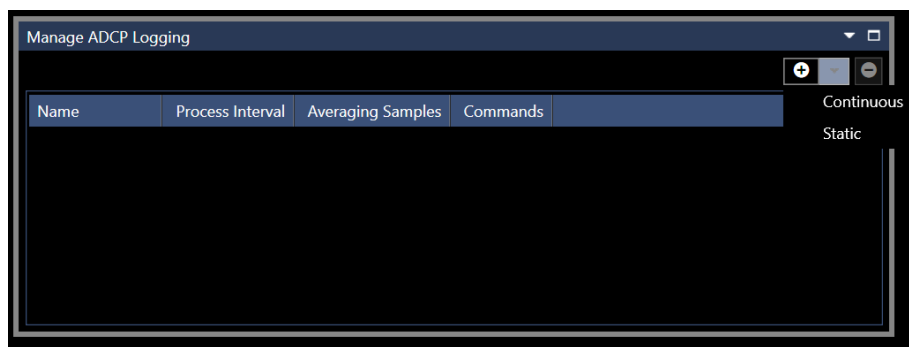 Manage ADCP Logging
Continuous
Name Process Interval Averaging Samples Commands
Static